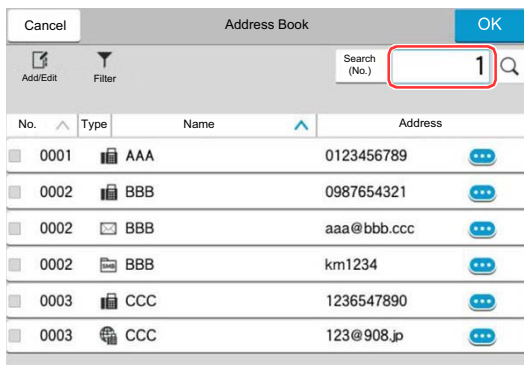 Cancel Address Book OK
Add/Edit Filter Search (No.) 1
No. Type Name Address
0001 AAA 0123456789
0002 BBB 0987654321
0002 BBB aaa@bbb.ccc
0002 SMB BBB km1234
0003 CCC 1236547890
0003 CCC 123@908.jp